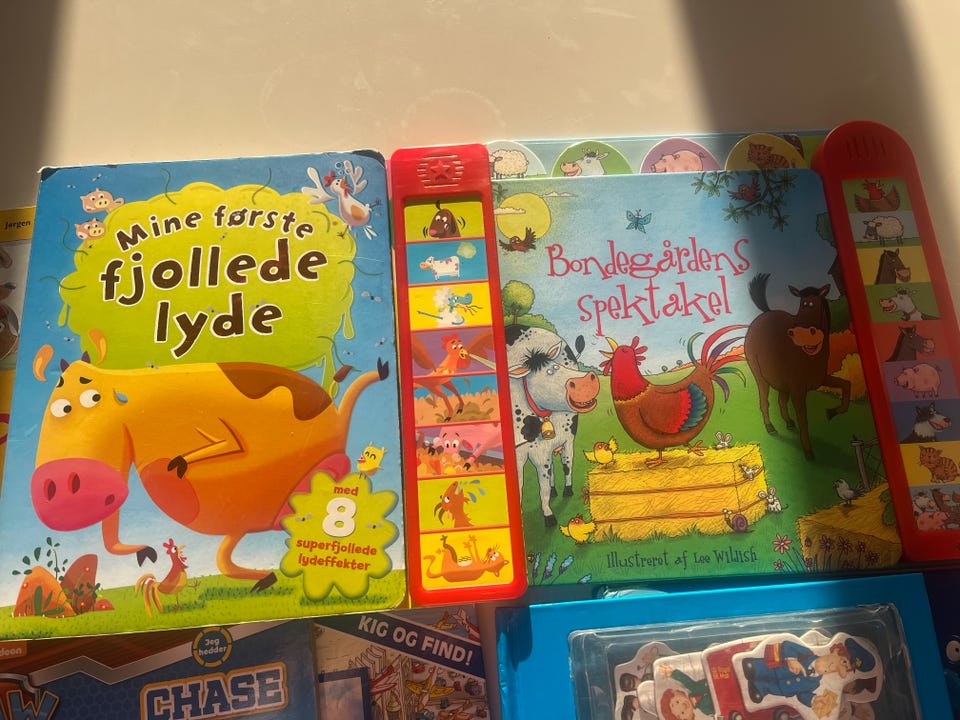 Jørgen
Mine første
fjollede
lyde
med
8
superfjollede
lydeffekter
Bondegårdens
spektakel
Illustreret af Lee Wildish
Jeg
hedder
CHASE
KIG OG FIND!